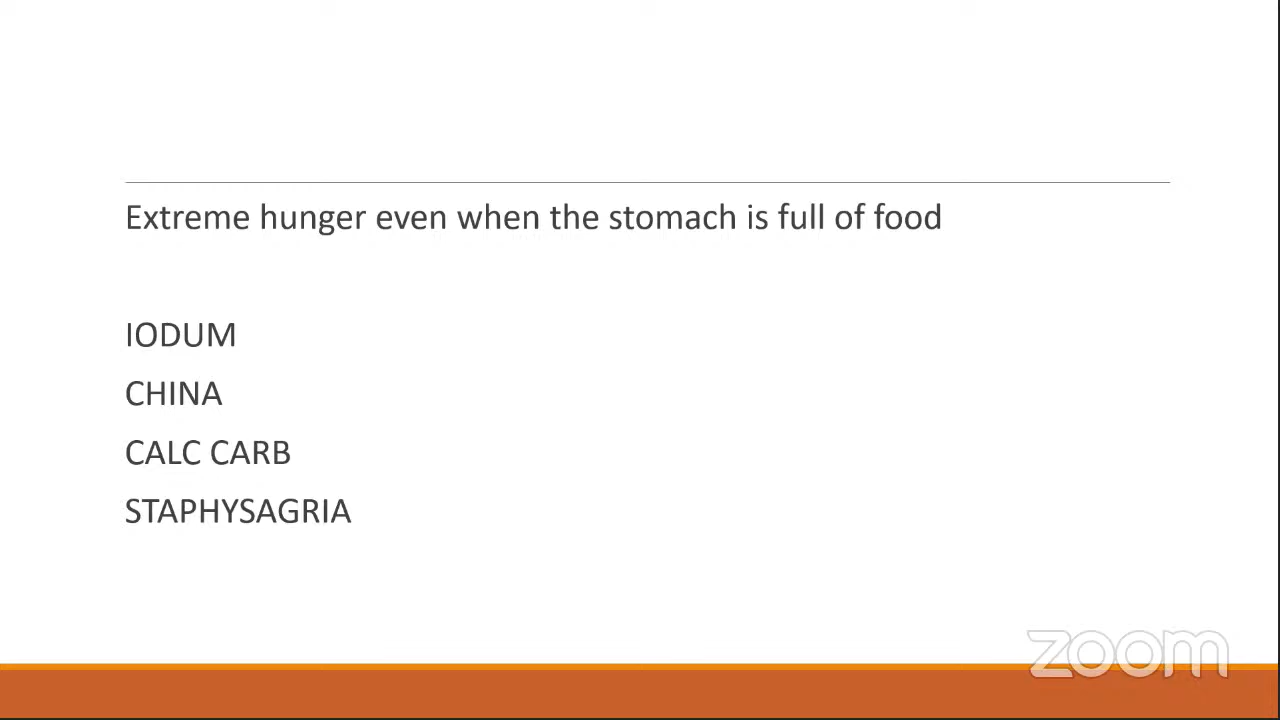 Extreme hunger even when the stomach is full of food
IODUM
CHINA
CALC CARB
STAPHYSAGRIA
zoom